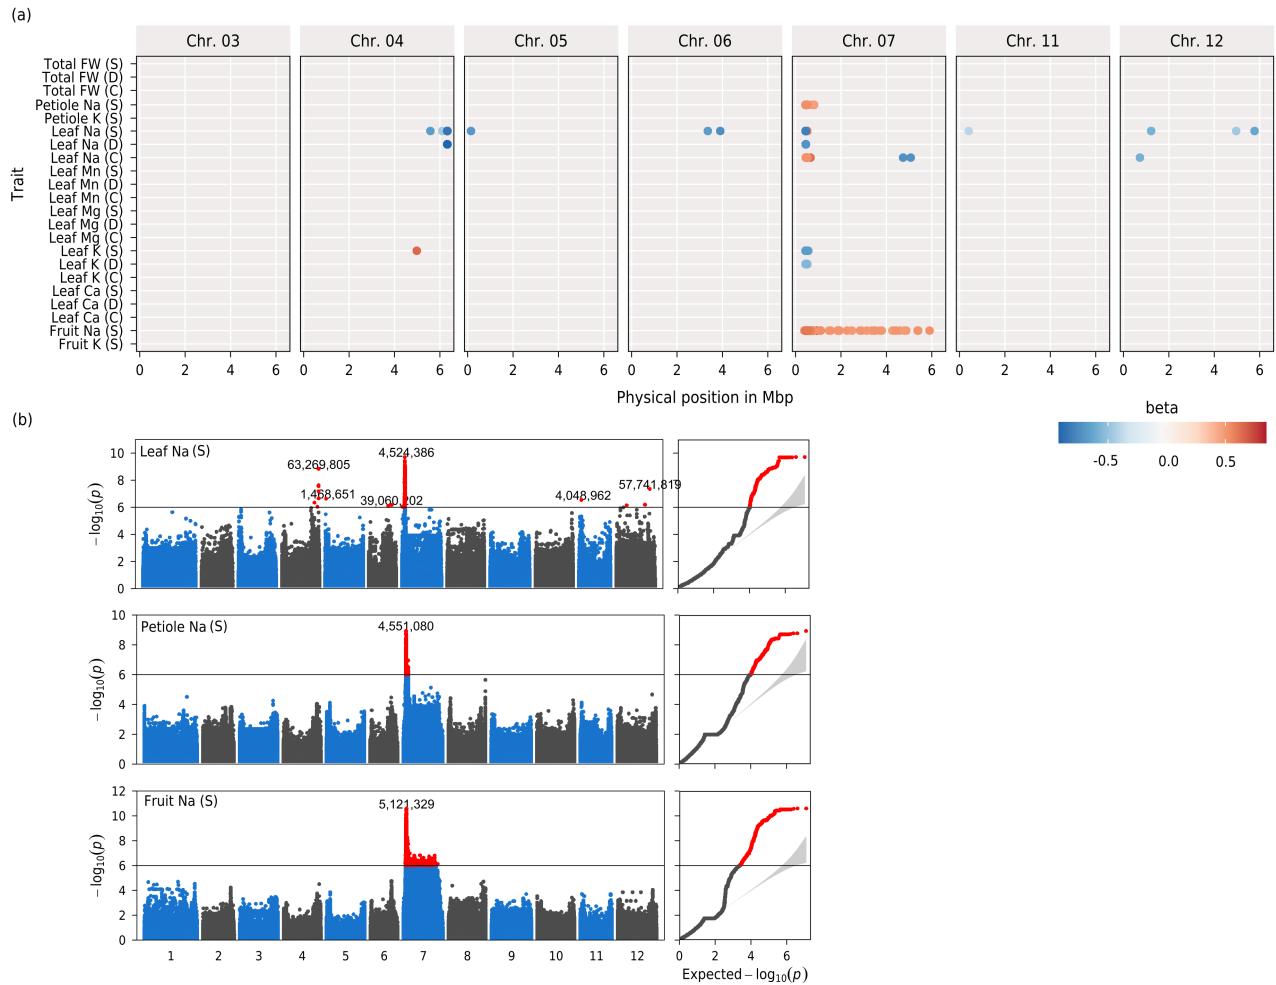 (a)
Chr. 03 Chr. 04 Chr. 05 Chr. 06 Chr. 07 Chr. 11 Chr. 12
Trait
Total FW (S)
Total FW (D)
Total FW (C)
Petiole Na (S)
Petiole K (S)
Leaf Na (S)
Leaf Na (D)
Leaf Na (C)
Leaf Mn (S)
Leaf Mn (D)
Leaf Mn (C)
Leaf Mg (S)
Leaf Mg (D)
Leaf Mg (C)
Leaf K (S)
Leaf K (D)
Leaf K (C)
Leaf Ca (S)
Leaf Ca (D)
Leaf Ca (C)
Fruit Na (S)
Fruit K (S)
0 2 4 6 0 2 4 6 0 2 4 6 0 2 4 6 0 2 4 6 0 2 4 6 0 2 4 6
Physical position in Mbp
beta
-0.5 0.0 0.5
(b)
Leaf Na (S)
−log10(p)
10
8
6
4
2
0
63,269,805
1,468,651
39,060,202
4,524,386
4,048,962
57,741,819
Petiole Na (S)
−log10(p)
10
8
6
4
2
0
4,551,080
Fruit Na (S)
−log10(p)
12
10
8
6
4
2
0
5,121,329
1 2 3 4 5 6 7 8 9 10 11 12
0 2 4 6
Expected−log10(p)